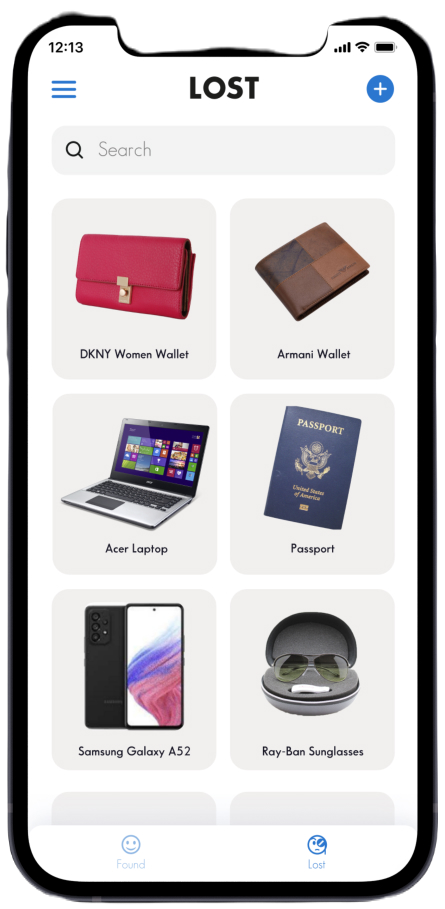 12:13
LOST
Search
DKNY Women Wallet
Armani Wallet
PASSPORT
United States
of America
Acer Laptop
Passport
Samsung Galaxy A52
Ray-Ban Sunglasses
Found
Lost